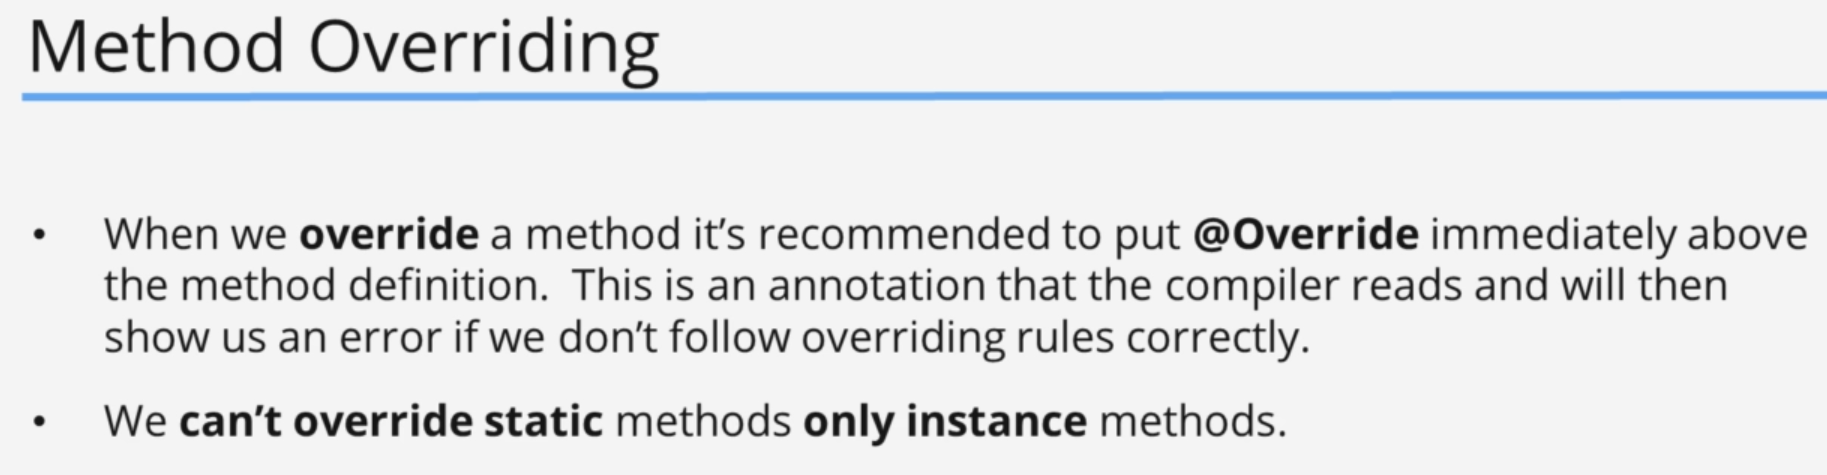 Method Overriding
• When we override a method it’s recommended to put @Override immediately above
the method definition.  This is an annotation that the compiler reads and will then
show us an error if we don’t follow overriding rules correctly.
• We can’t override static methods only instance methods.